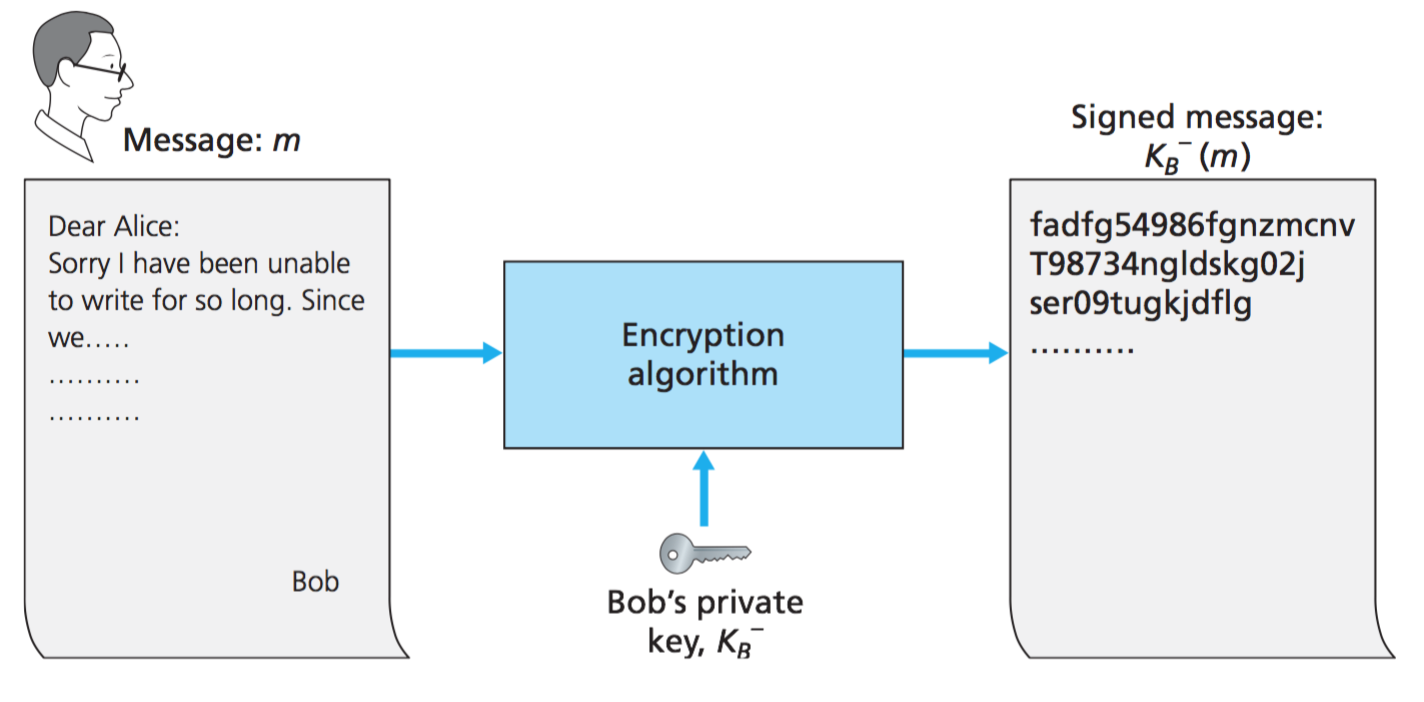 Message: m
Dear Alice:
Sorry I have been unable
to write for so long. Since
we.....
..........
..........
Bob
Encryption
algorithm
Bob’s private
key, K_B^−
Signed message:
K_B^− (m)
fadfg54986fgnzmcnv
T98734ngldskg02j
ser09tugkjdflg
..........